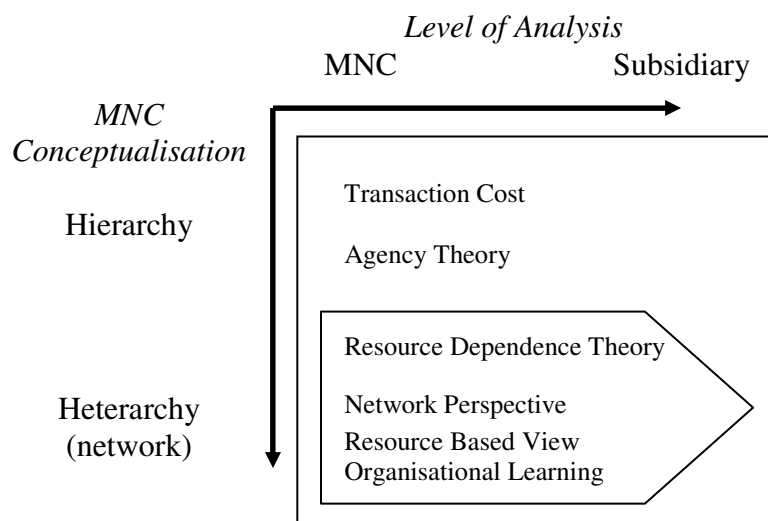 Level of Analysis
MNC Subsidiary
MNC
Conceptualisation
Hierarchy
Transaction Cost
Agency Theory
Resource Dependence Theory
Heterarchy
(network)
Network Perspective
Resource Based View
Organisational Learning